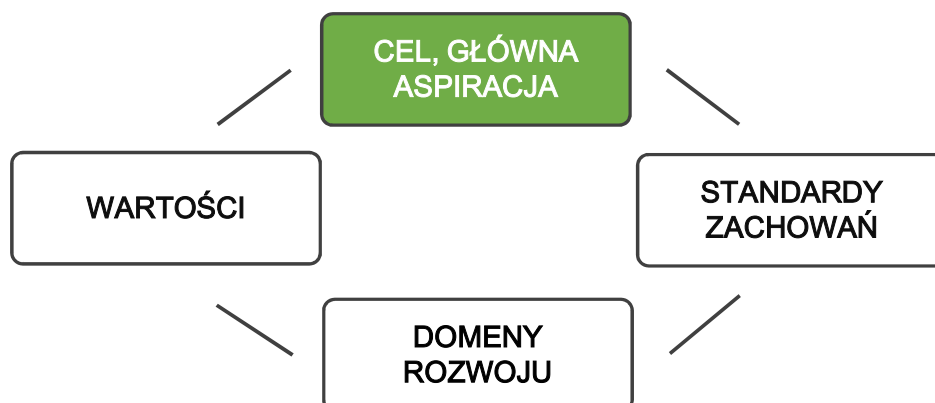 CEL, GŁÓWNA
ASPIRACJA
WARTOŚCI
STANDARDY
ZACHOWAŃ
DOMENY
ROZWOJU